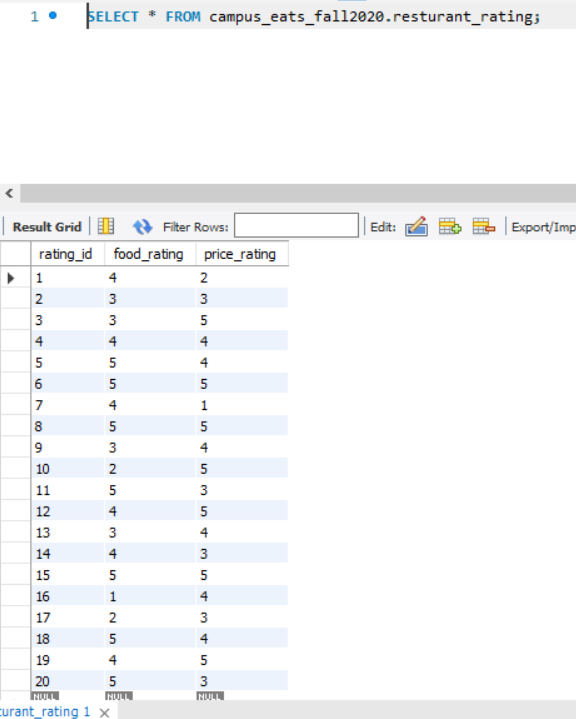 1 SELECT * FROM campus_eats_fall2020.resturant_rating;
Result Grid Filter Rows: Edit: Export/Imp
rating_id food_rating price_rating
1 4 2
2 3 3
3 3 5
4 4 4
5 5 4
6 5 5
7 4 1
8 5 5
9 3 4
10 2 5
11 5 3
12 4 5
13 3 4
14 4 3
15 5 5
16 1 4
17 2 3
18 5 4
19 4 5
20 5 3
NULL NULL NULL
turant_rating 1